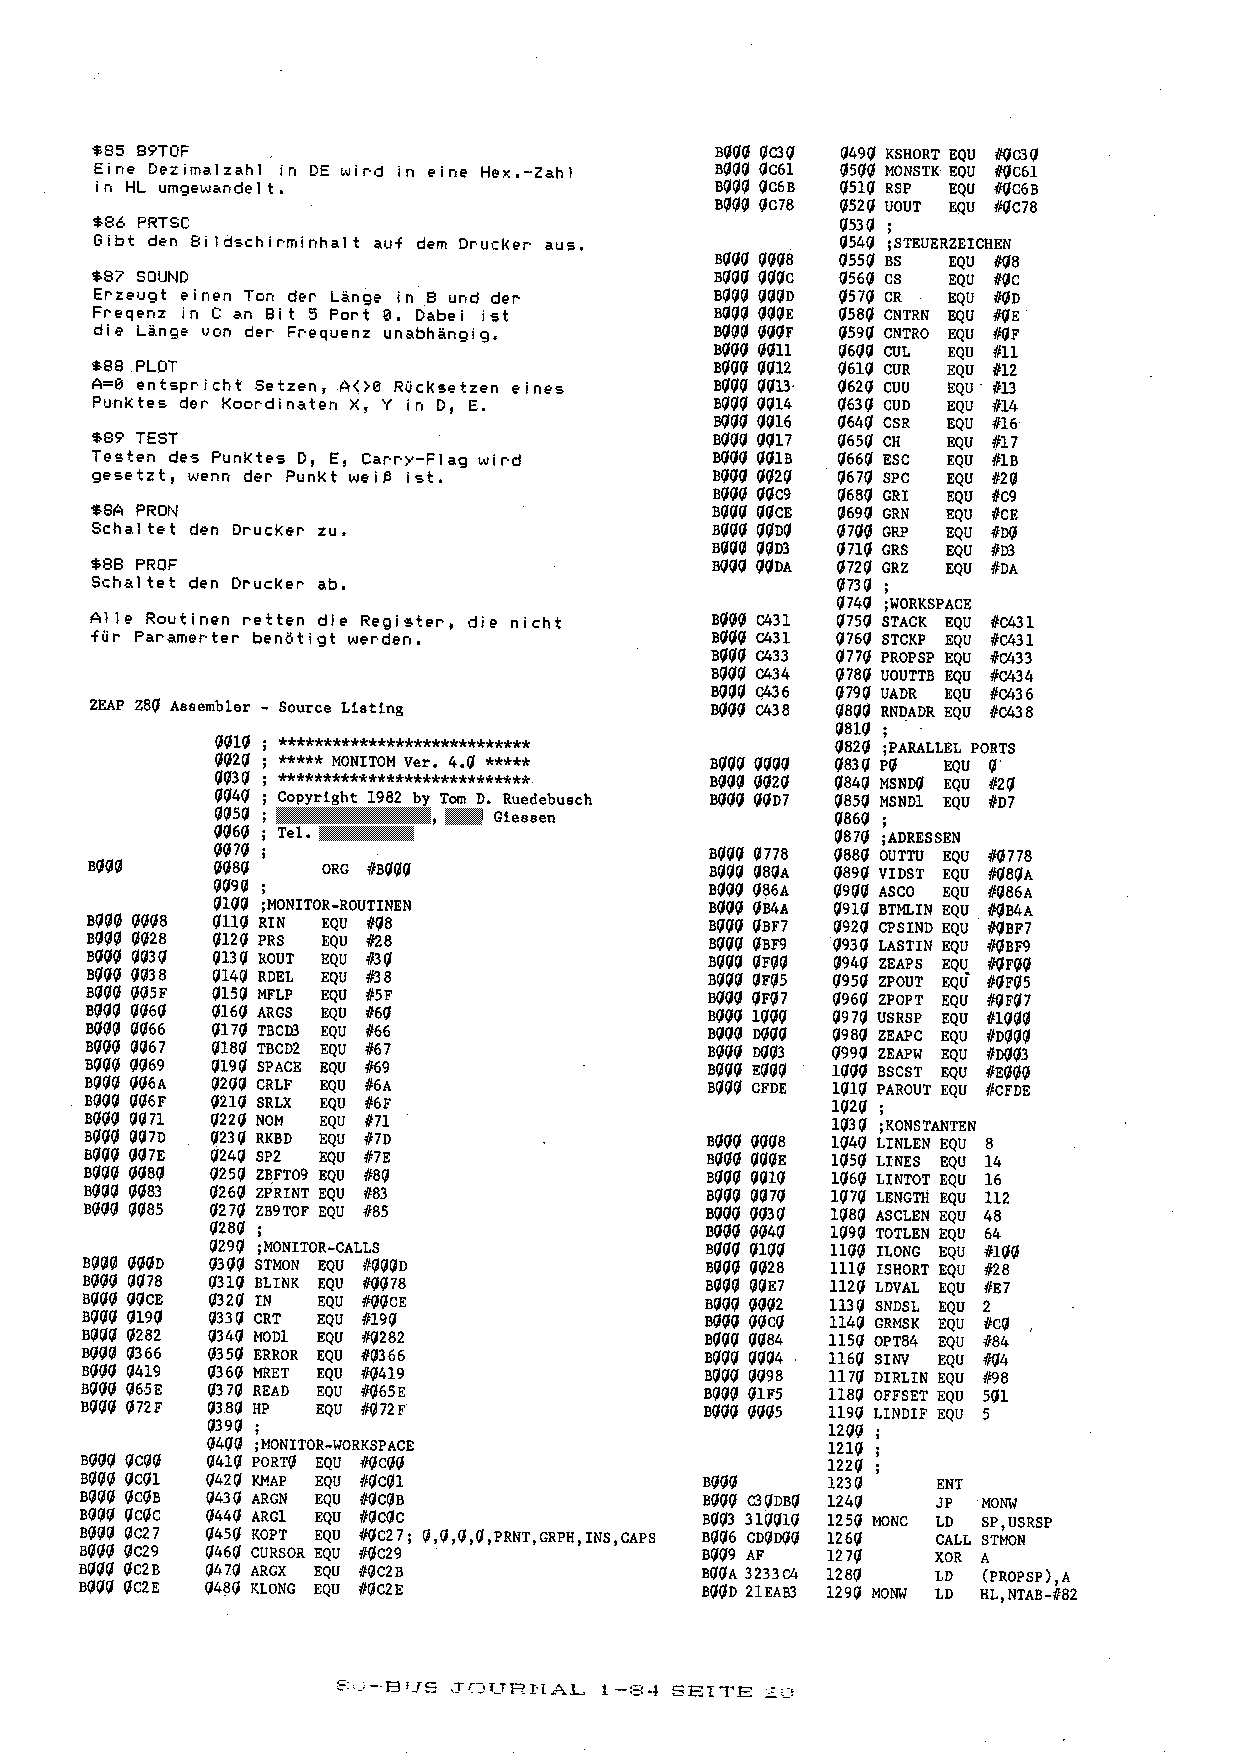 $85 B9TOF
Eine Dezimalzahl in DE wird in eine Hex.-Zahl
in HL umgewandelt.
$86 PRTSC
Gibt den Bildschirminhalt auf dem Drucker aus.
$87 SOUND
Erzeugt einen Ton der Länge in B und der
Freqenz in C an Bit 5 Port 0. Dabei ist
die Länge von der Frequenz unabhängig.
$88 PLOT
A=0 entspricht Setzen, A<>0 Rücksetzen eines
Punktes der Koordinaten X, Y in D, E.
$89 TEST
Testen des Punktes D, E, Carry-Flag wird
gesetzt, wenn der Punkt weiß ist.
$8A PRON
Schaltet den Drucker zu.
$8B PROF
Schaltet den Drucker ab.
Alle Routinen retten die Register, die nicht
für Paramerter benötigt werden.
ZEAP Z80 Assembler - Source Listing
0010 ; ****************************
0020 ; ***** MONITOM Ver. 4.0 *****
0030 ; ****************************
0040 ; Copyright 1982 by Tom D. Ruedebusch
0050 ; , Giessen
0060 ; Tel.
0070 ;
B000 0080 ORG #B000
0090 ;
0100 ;MONITOR-ROUTINEN
B000 0008 0110 RIN EQU #08
B000 0028 0120 PRS EQU #28
B000 0030 0130 ROUT EQU #30
B000 0038 0140 RDEL EQU #38
B000 005F 0150 MFLP EQU #5F
B000 0060 0160 ARGS EQU #60
B000 0066 0170 TBCD3 EQU #66
B000 0067 0180 TBCD2 EQU #67
B000 0069 0190 SPACE EQU #69
B000 006A 0200 CRLF EQU #6A
B000 006F 0210 SRLX EQU #6F
B000 0071 0220 NOM EQU #71
B000 007D 0230 RKBD EQU #7D
B000 007E 0240 SP2 EQU #7E
B000 0080 0250 ZBFTO9 EQU #80
B000 0083 0260 ZPRINT EQU #83
B000 0085 0270 ZB9TOF EQU #85
0280 ;
0290 ;MONITOR-CALLS
B000 000D 0300 STMON EQU #000D
B000 0078 0310 BLINK EQU #0078
B000 00CE 0320 IN EQU #00CE
B000 0190 0330 CRT EQU #190
B000 0282 0340 MOD1 EQU #0282
B000 0366 0350 ERROR EQU #0366
B000 0419 0360 MRET EQU #0419
B000 065E 0370 READ EQU #065E
B000 072F 0380 HP EQU #072F
0390 ;
0400 ;MONITOR-WORKSPACE
B000 0C00 0410 PORT0 EQU #0C00
B000 0C01 0420 KMAP EQU #0C01
B000 0C0B 0430 ARGN EQU #0C0B
B000 0C0C 0440 ARG1 EQU #0C0C
B000 0C27 0450 KOPT EQU #0C27; 0,0,0,0,PRNT,GRPH,INS,CAPS
B000 0C29 0460 CURSOR EQU #0C29
B000 0C2B 0470 ARGX EQU #0C2B
B000 0C2E 0480 KLONG EQU #0C2E
B000 0C30 0490 KSHORT EQU #0C30
B000 0C61 0500 MONSTK EQU #0C61
B000 0C6B 0510 RSP EQU #0C6B
B000 0C78 0520 UOUT EQU #0C78
0530 ;
0540 ;STEUERZEICHEN
B000 0008 0550 BS EQU #08
B000 000C 0560 CS EQU #0C
B000 000D 0570 CR EQU #0D
B000 000E 0580 CNTRN EQU #0E
B000 000F 0590 CNTRO EQU #0F
B000 0011 0600 CUL EQU #11
B000 0012 0610 CUR EQU #12
B000 0013 0620 CUU EQU #13
B000 0014 0630 CUD EQU #14
B000 0016 0640 CSR EQU #16
B000 0017 0650 CH EQU #17
B000 001B 0660 ESC EQU #1B
B000 0020 0670 SPC EQU #20
B000 00C9 0680 GRI EQU #C9
B000 00CE 0690 GRN EQU #CE
B000 00D0 0700 GRP EQU #D0
B000 00D3 0710 GRS EQU #D3
B000 00DA 0720 GRZ EQU #DA
0730 ;
0740 ;WORKSPACE
B000 C431 0750 STACK EQU #C431
B000 C431 0760 STCKP EQU #C431
B000 C433 0770 PROPSP EQU #C433
B000 C434 0780 UOUTTB EQU #C434
B000 C436 0790 UADR EQU #C436
B000 C438 0800 RNDADR EQU #C438
0810 ;
0820 ;PARALLEL PORTS
B000 0000 0830 P0 EQU 0
B000 0020 0840 MSND0 EQU #20
B000 00D7 0850 MSND1 EQU #D7
0860 ;
0870 ;ADRESSEN
B000 0778 0880 OUTTU EQU #0778
B000 080A 0890 VIDST EQU #080A
B000 086A 0900 ASCO EQU #086A
B000 0B4A 0910 BTMLIN EQU #0B4A
B000 0BF7 0920 CPSIND EQU #0BF7
B000 0BF9 0930 LASTIN EQU #0BF9
B000 0F00 0940 ZEAPS EQU #0F00
B000 0F05 0950 ZPOUT EQU #0F05
B000 0F07 0960 ZPOPT EQU #0F07
B000 1000 0970 USRSP EQU #1000
B000 D000 0980 ZEAPC EQU #D000
B000 D003 0990 ZEAPW EQU #D003
B000 E000 1000 BSCST EQU #E000
B000 CFDE 1010 PAROUT EQU #CFDE
1020 ;
1030 ;KONSTANTEN
B000 0008 1040 LINLEN EQU 8
B000 000E 1050 LINES EQU 14
B000 0010 1060 LINTOT EQU 16
B000 0070 1070 LENGTH EQU 112
B000 0030 1080 ASCLEN EQU 48
B000 0040 1090 TOTLEN EQU 64
B000 0100 1100 ILONG EQU #100
B000 0028 1110 ISHORT EQU #28
B000 00E7 1120 LDVAL EQU #E7
B000 0002 1130 SNDSL EQU 2
B000 00C0 1140 GRMSK EQU #C0
B000 0084 1150 OPT84 EQU #84
B000 0004 1160 SINV EQU #04
B000 0098 1170 DIRLIN EQU #98
B000 01F5 1180 OFFSET EQU 501
B000 0005 1190 LINDIF EQU 5
1200 ;
1210 ;
1220 ;
B000 1230 ENT
B000 C30DB0 1240 JP MONW
B003 310010 1250 MONC LD SP,USRSP
B006 CD0D00 1260 CALL STMON
B009 AF 1270 XOR A
B00A 3233C4 1280 LD (PROPSP),A
B00D 21EAB3 1290 MONW LD HL,NTAB-#82
80-BUS JOURNAL 1-84 SEITE 20